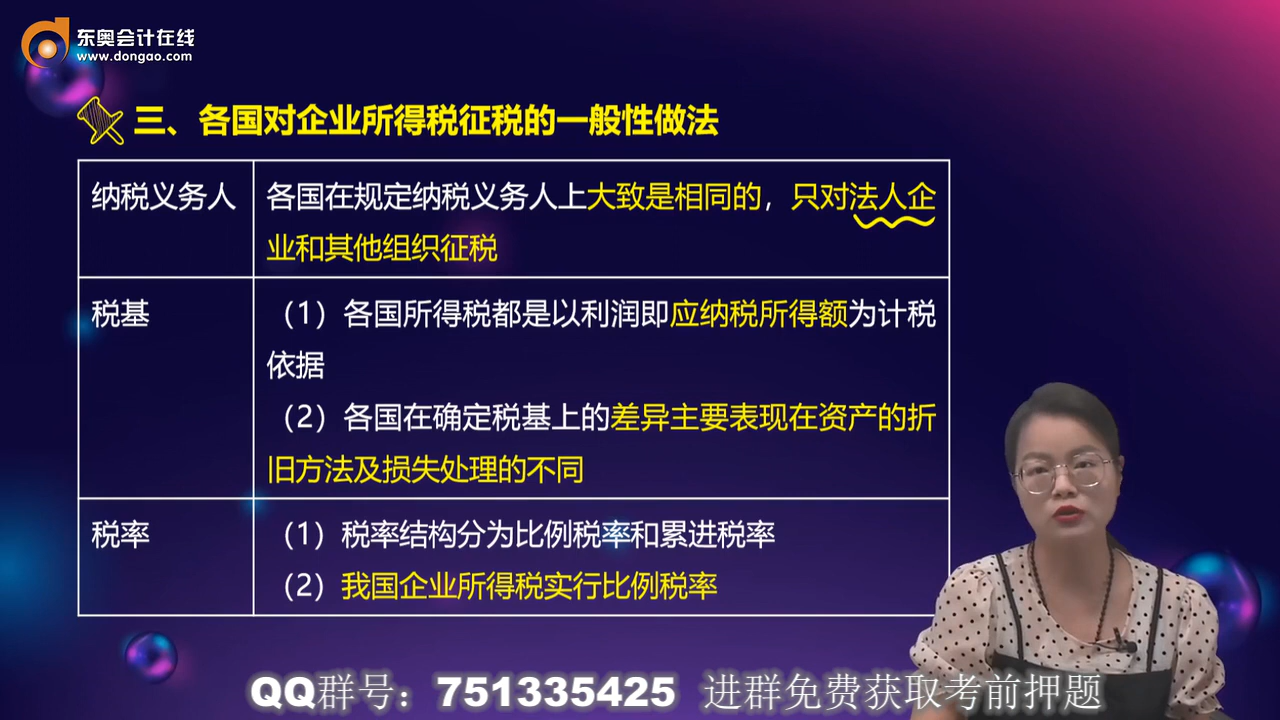 东奥会计在线
www.dongao.com
三、各国对企业所得税征税的一般性做法
纳税义务人
各国在规定纳税义务人上大致是相同的，只对法人企
业和其他组织征税
税基
（1）各国所得税都是以利润即应纳税所得额为计税
依据
（2）各国在确定税基上的差异主要表现在资产的折
旧方法及损失处理的不同
税率
（1）税率结构分为比例税率和累进税率
（2）我国企业所得税实行比例税率
QQ群号：751335425 进群免费获取考前押题